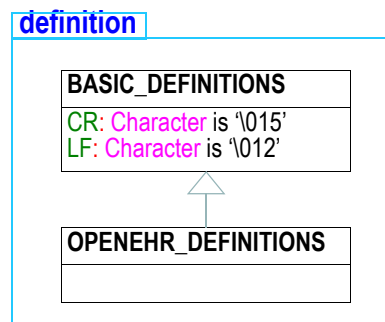 definition
BASIC_DEFINITIONS
CR: Character is ‘\015’
LF: Character is ‘\012’
OPENEHR_DEFINITIONS